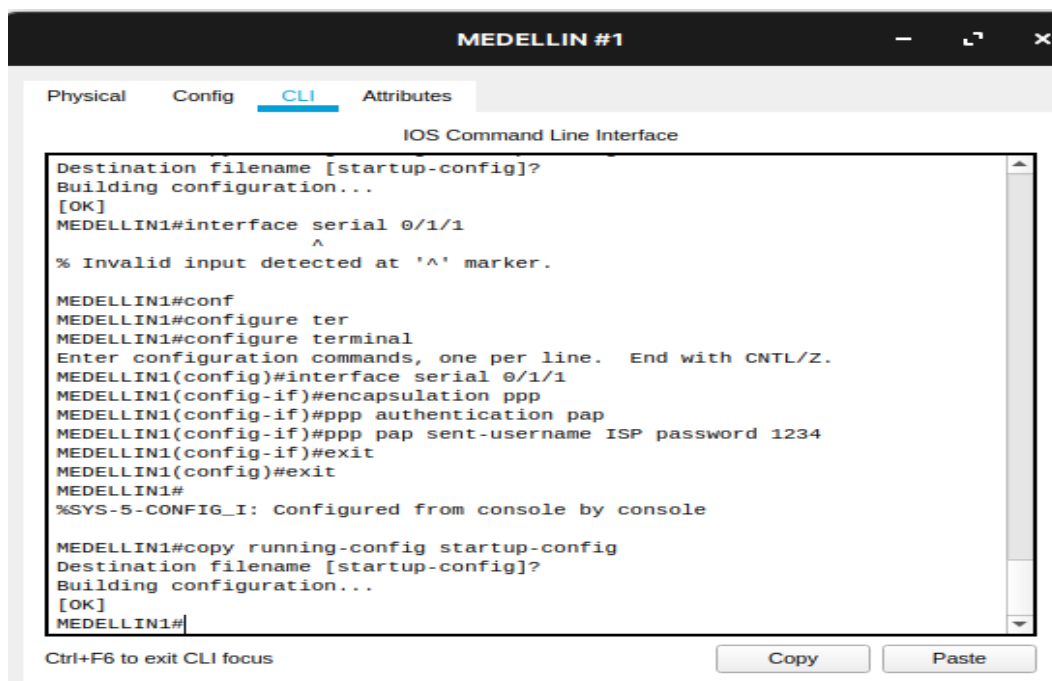 MEDELLIN #1
Physical Config CLI Attributes
IOS Command Line Interface
Destination filename [startup-config]?
Building configuration...
[OK]
MEDELLIN1#interface serial 0/1/1
^
% Invalid input detected at '^' marker.
MEDELLIN1#conf
MEDELLIN1#configure ter
MEDELLIN1#configure terminal
Enter configuration commands, one per line.  End with CNTL/Z.
MEDELLIN1(config)#interface serial 0/1/1
MEDELLIN1(config-if)#encapsulation ppp
MEDELLIN1(config-if)#ppp authentication pap
MEDELLIN1(config-if)#ppp pap sent-username ISP password 1234
MEDELLIN1(config-if)#exit
MEDELLIN1(config)#exit
MEDELLIN1#
%SYS-5-CONFIG_I: Configured from console by console
MEDELLIN1#copy running-config startup-config
Destination filename [startup-config]?
Building configuration...
[OK]
MEDELLIN1#
Ctrl+F6 to exit CLI focus
Copy Paste